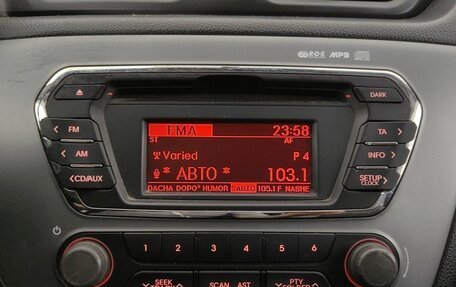 RDS MP3
DARK
FM
AM
CD/AUX
TA
INFO
SETUP
CLOCK
FMA 23:58
ST AF
Varied P 4
* АВТО * 103.1
DACHA DOPO* HUMOR АВТО 105.1 F NASHE
1 2 3 4 5 6
SEEK SCAN AST PTY
TRACK FOLDER